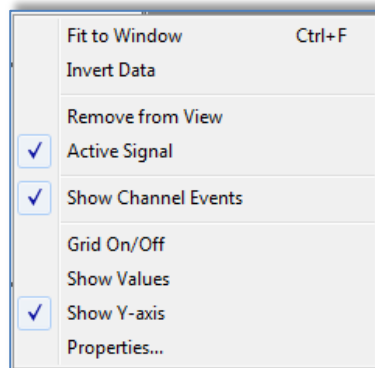 Fit to Window Ctrl+F
Invert Data
Remove from View
Active Signal
Show Channel Events
Grid On/Off
Show Values
Show Y-axis
Properties...